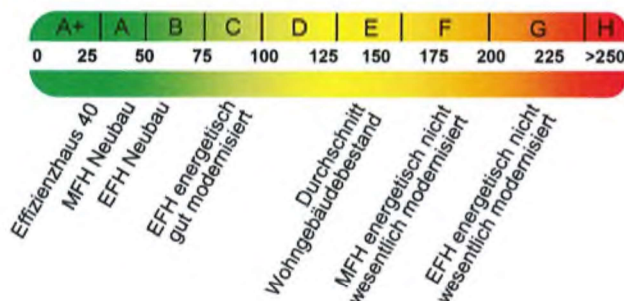 A+ A B C D E F G H
0 25 50 75 100 125 150 175 200 225 >250
Effizienzhaus 40
MFH Neubau
EFH Neubau
EFH energetisch
gut modernisiert
Durchschnitt
Wohngebäudebestand
MFH energetisch nicht
wesentlich modernisiert
EFH energetisch nicht
wesentlich modernisiert